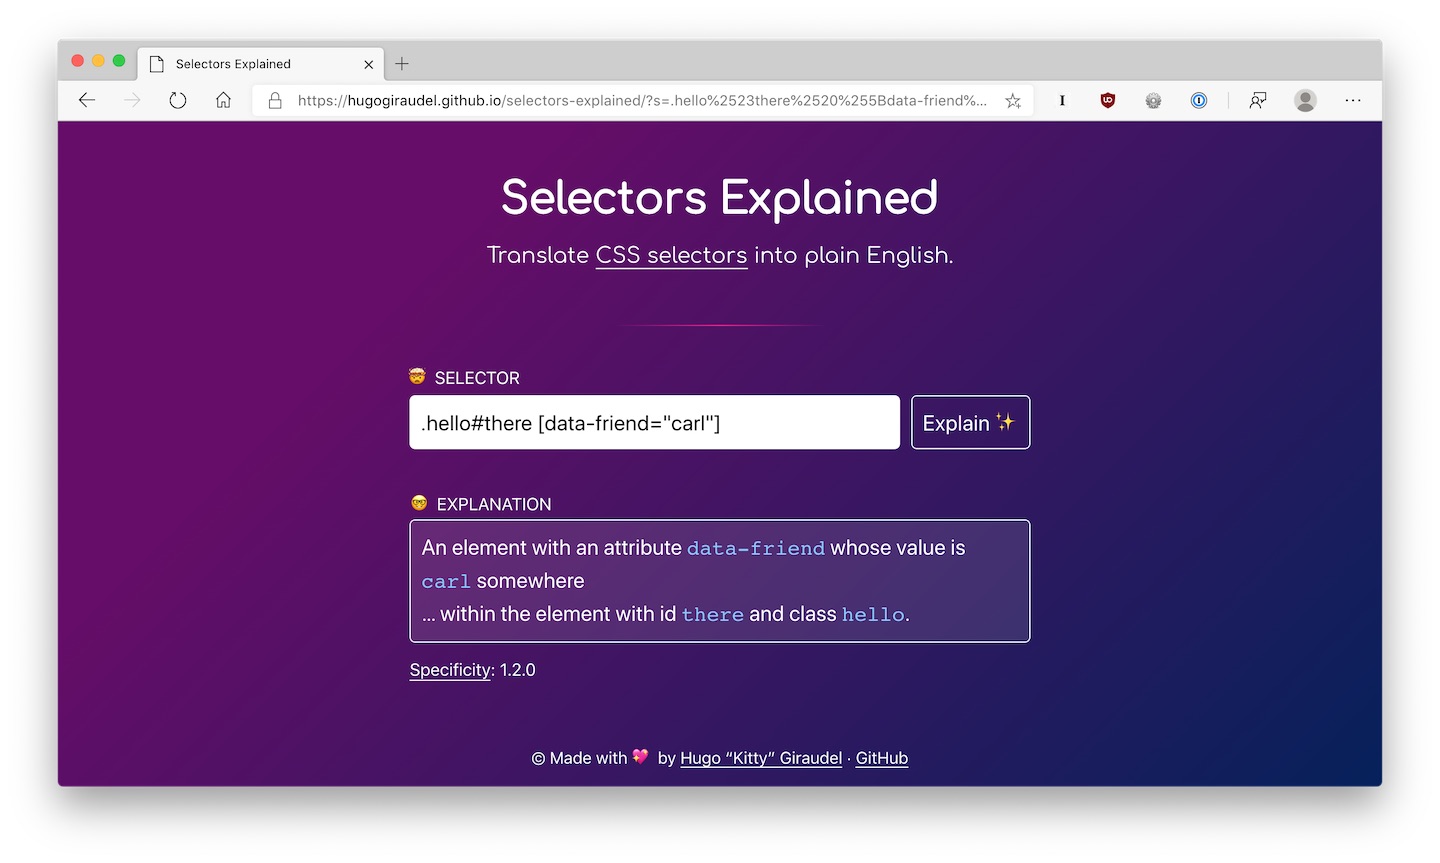 Selectors Explained
https://hugogiraudel.github.io/selectors-explained/?s=.hello%2523there%2520%255Bdata-friend%...
Selectors Explained
Translate CSS selectors into plain English.
SELECTOR
.hello#there [data-friend="carl"]
Explain ✨
EXPLANATION
An element with an attribute data-friend whose value is
carl somewhere
... within the element with id there and class hello.
Specificity: 1.2.0
© Made with 💖 by Hugo “Kitty” Giraudel · GitHub